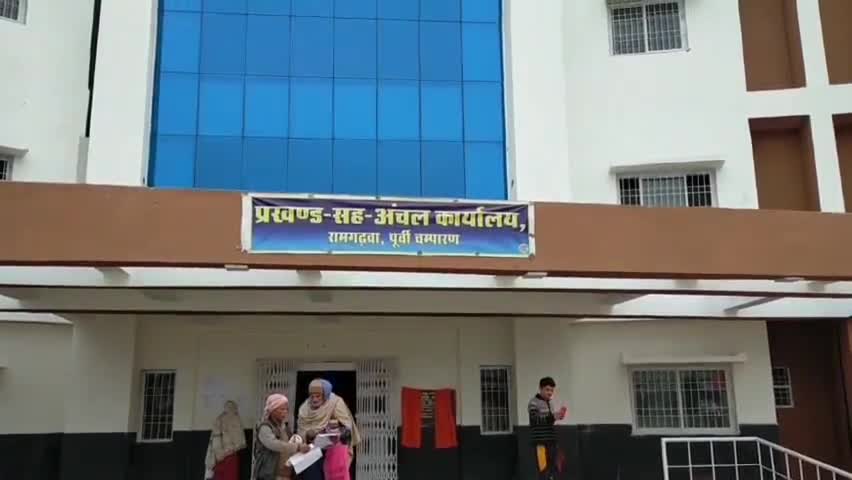 प्रखण्ड-सह-अंचल कार्यालय,
रामगढ़वा, पूर्वी चम्पारण